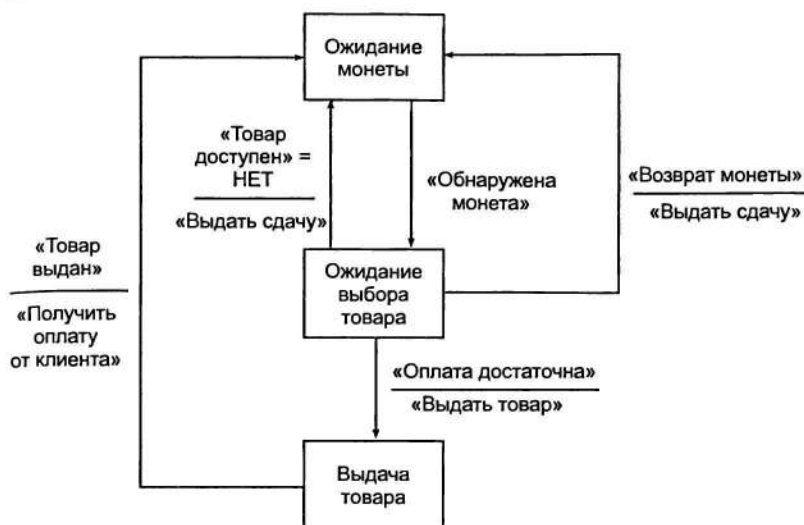 Ожидание
монеты
«Товар
доступен» =
НЕТ
«Выдать сдачу»
«Обнаружена
монета»
«Возврат монеты»
«Выдать сдачу»
«Товар
выдан»
«Получить
оплату
от клиента»
Ожидание
выбора
товара
«Оплата достаточна»
«Выдать товар»
Выдача
товара